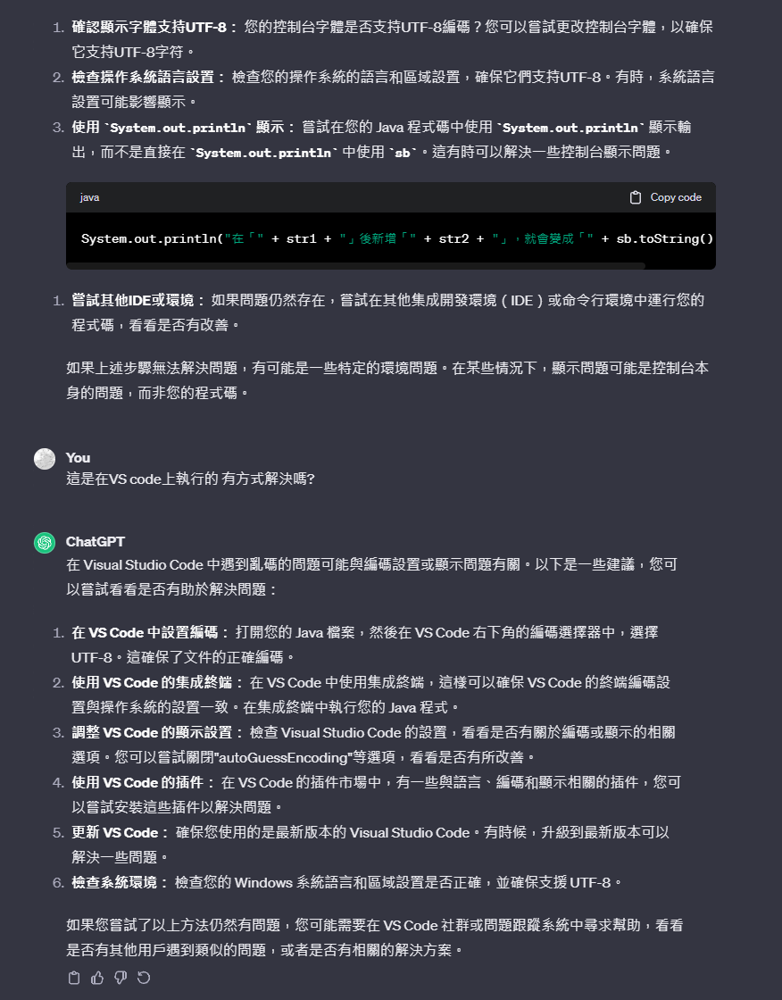 1. 確認顯示字體支持UTF-8： 您的控制台字體是否支持UTF-8編碼？您可以嘗試更改控制台字體，以確保
它支持UTF-8字符。
2. 檢查操作系統語言設置： 檢查您的操作系統的語言和區域設置，確保它們支持UTF-8。有時，系統語言
設置可能影響顯示。
3. 使用 `System.out.println` 顯示： 嘗試在您的 Java 程式碼中使用 `System.out.println` 顯示輸
出，而不是直接在 `System.out.println` 中使用 `sb`。這有時可以解決一些控制台顯示問題。
java Copy code
System.out.println("在「" + str1 + "」後新增「" + str2 + "」，就會變成「" + sb.toString()
1. 嘗試其他IDE或環境： 如果問題仍然存在，嘗試在其他集成開發環境（IDE）或命令行環境中運行您的
程式碼，看看是否有改善。
如果上述步驟無法解決問題，有可能是一些特定的環境問題。在某些情況下，顯示問題可能是控制台本
身的問題，而非您的程式碼。
You
這是在VS code上執行的 有方式解決嗎?
ChatGPT
在 Visual Studio Code 中遇到亂碼的問題可能與編碼設置或顯示問題有關。以下是一些建議，您可
以嘗試看看是否有助於解決問題：
1. 在 VS Code 中設置編碼： 打開您的 Java 檔案，然後在 VS Code 右下角的編碼選擇器中，選擇
UTF-8。這確保了文件的正確編碼。
2. 使用 VS Code 的集成終端： 在 VS Code 中使用集成終端，這樣可以確保 VS Code 的終端編碼設
置與操作系統的設置一致。在集成終端中執行您的 Java 程式。
3. 調整 VS Code 的顯示設置： 檢查 Visual Studio Code 的設置，看看是否有關於編碼或顯示的相關
選項。您可以嘗試關閉"autoGuessEncoding"等選項，看看是否有所改善。
4. 使用 VS Code 的插件： 在 VS Code 的插件市場中，有一些與語言、編碼和顯示相關的插件，您可
以嘗試安裝這些插件以解決問題。
5. 更新 VS Code： 確保您使用的是最新版本的 Visual Studio Code。有時候，升級到最新版本可以
解決一些問題。
6. 檢查系統環境： 檢查您的 Windows 系統語言和區域設置是否正確，並確保支援 UTF-8。
如果您嘗試了以上方法仍然有問題，您可能需要在 VS Code 社群或問題跟蹤系統中尋求幫助，看看
是否有其他用戶遇到類似的問題，或者是否有相關的解決方案。